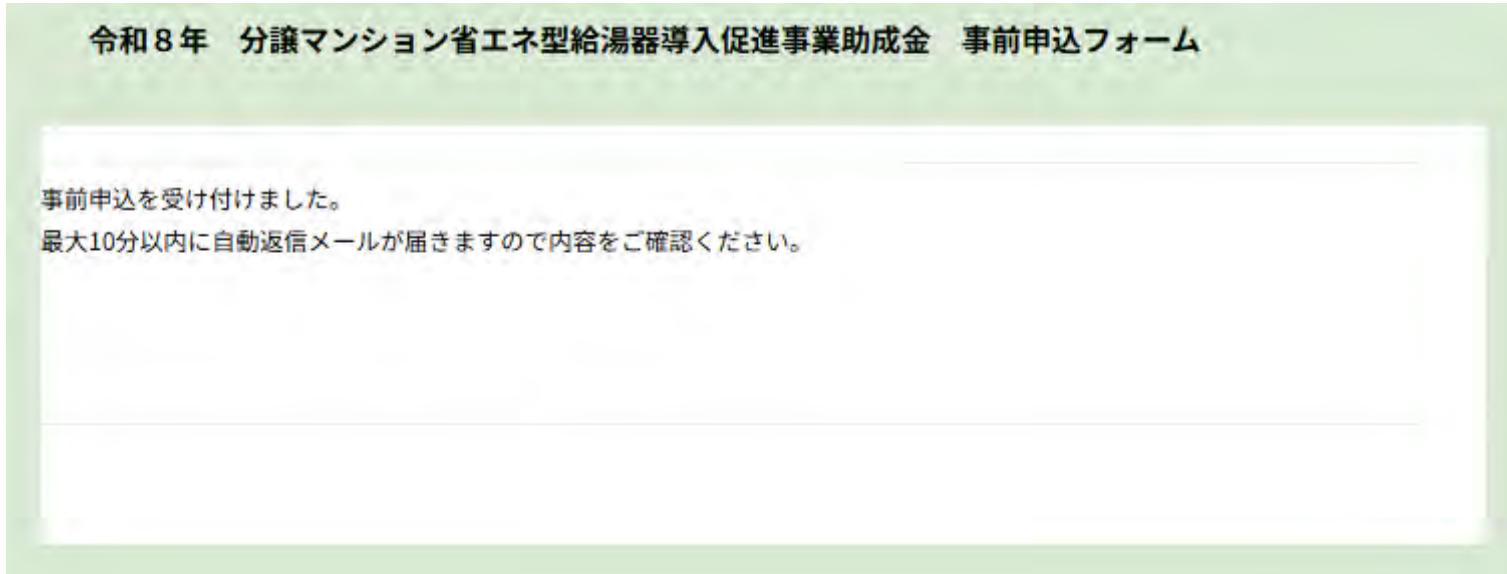 令和８年　分譲マンション省エネ型給湯器導入促進事業助成金　事前申込フォーム
事前申込を受け付けました。
最大10分以内に自動返信メールが届きますので内容をご確認ください。